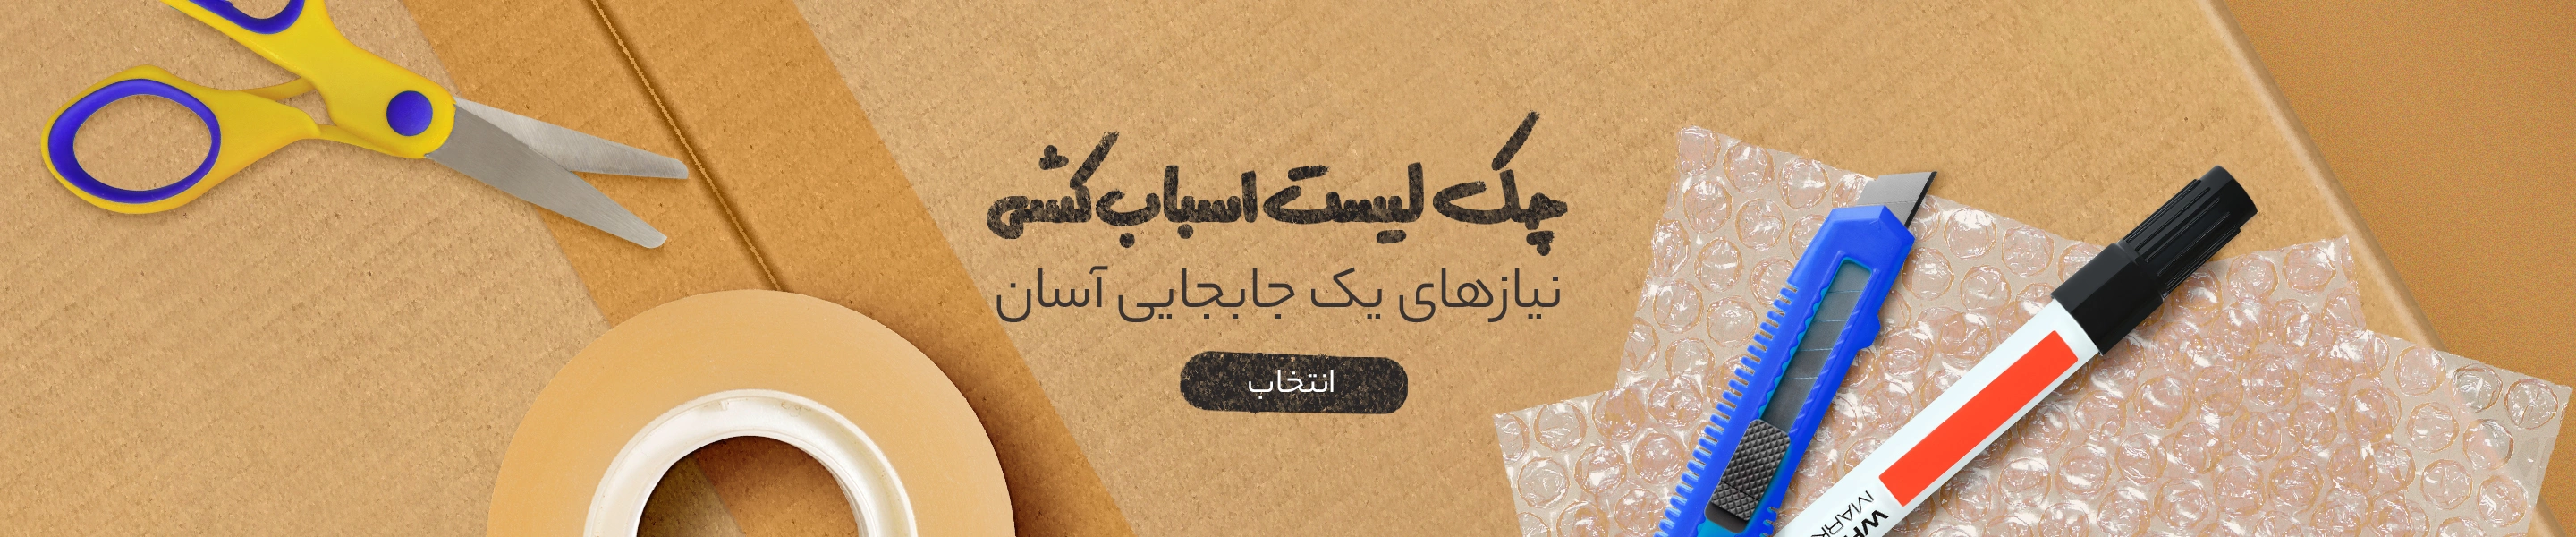 چک لیست اسباب کشی
نیازهای یک جابجایی آسان
انتخاب